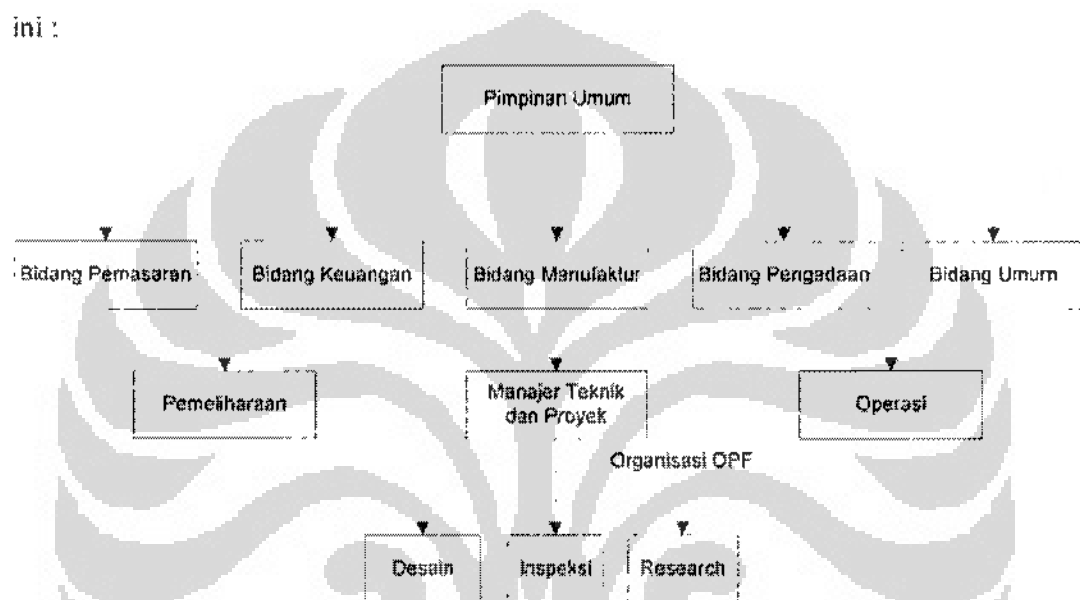 ini :
Pimpinan Umum
Bidang Pemasaran
Bidang Keuangan
Bidang Manufaktur
Bidang Pengadaan
Bidang Umum
Pemeliharaan
Manajer Teknik
dan Proyek
Operasi
Organisasi OPF
Desain
Inspeksi
Research